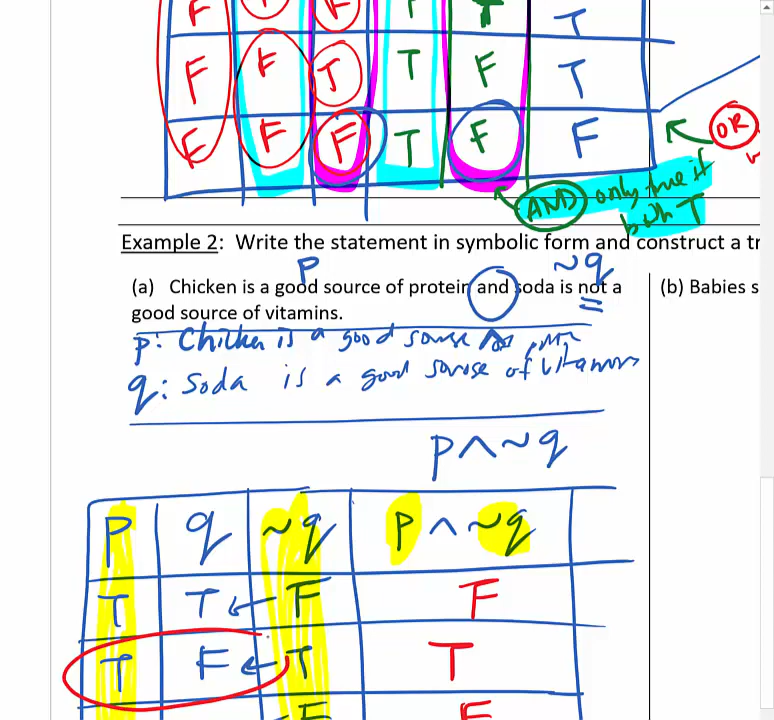 F F F T T T
F F T T F T
F F F T F F
OR
AND only true if
both T
Example 2: Write the statement in symbolic form and construct a tr
p ~q
(a) Chicken is a good source of protein and soda is not a (b) Babies s
good source of vitamins.
p: Chicken is a good source
q: Soda is a good source of vitamins
p ∧ ~q
p q ~q p ∧ ~q
T T F F
T F T T
F F